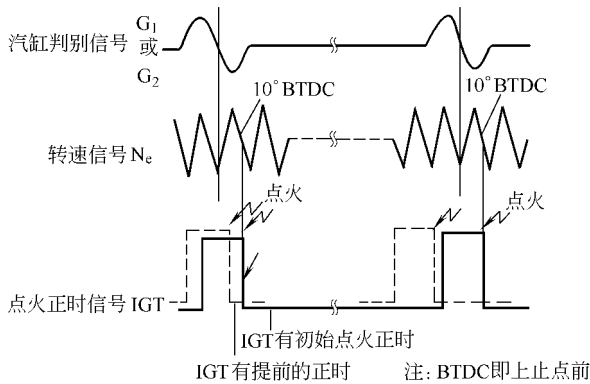 G1
汽缸判别信号 或
G2
10°BTDC
10°BTDC
转速信号Ne
点火
点火
点火正时信号 IGT
IGT有初始点火正时
IGT有提前的正时
注: BTDC即上止点前